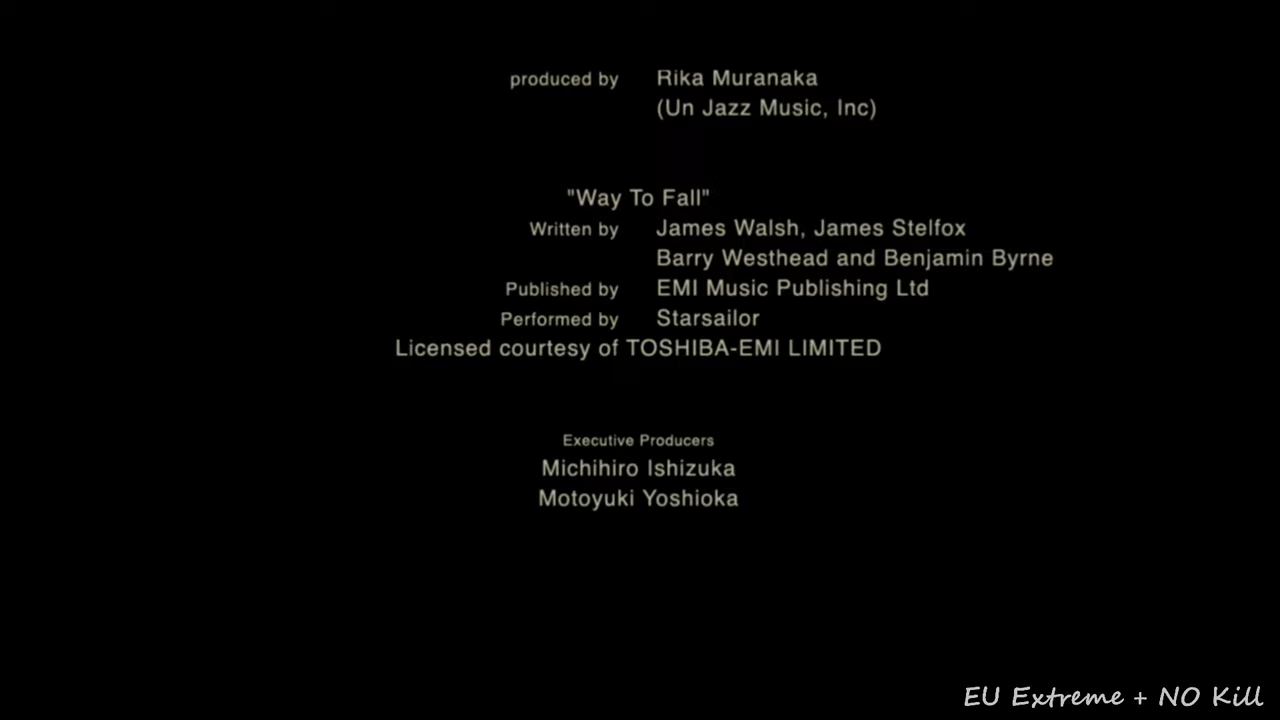 produced by Rika Muranaka
(Un Jazz Music, Inc)
"Way To Fall"
Written by James Walsh, James Stelfox
Barry Westhead and Benjamin Byrne
Published by EMI Music Publishing Ltd
Performed by Starsailor
Licensed courtesy of TOSHIBA-EMI LIMITED
Executive Producers
Michihiro Ishizuka
Motoyuki Yoshioka
EU Extreme + NO Kill